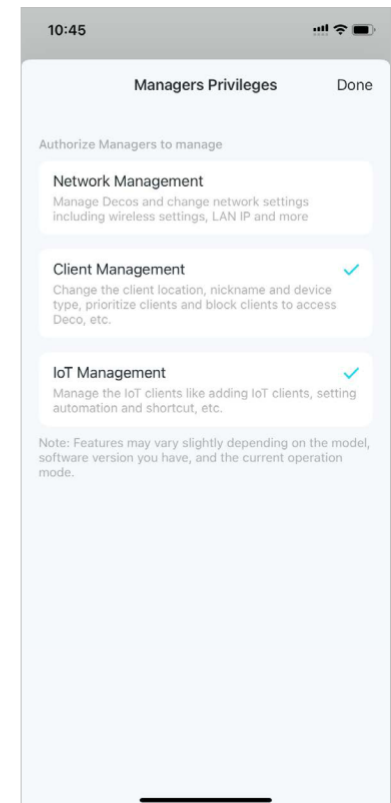 10:45
Managers Privileges Done
Authorize Managers to manage
Network Management
Manage Decos and change network settings
including wireless settings, LAN IP and more
Client Management
Change the client location, nickname and device
type, prioritize clients and block clients to access
Deco, etc.
IoT Management
Manage the IoT clients like adding IoT clients, setting
automation and shortcut, etc.
Note: Features may vary slightly depending on the model,
software version you have, and the current operation
mode.